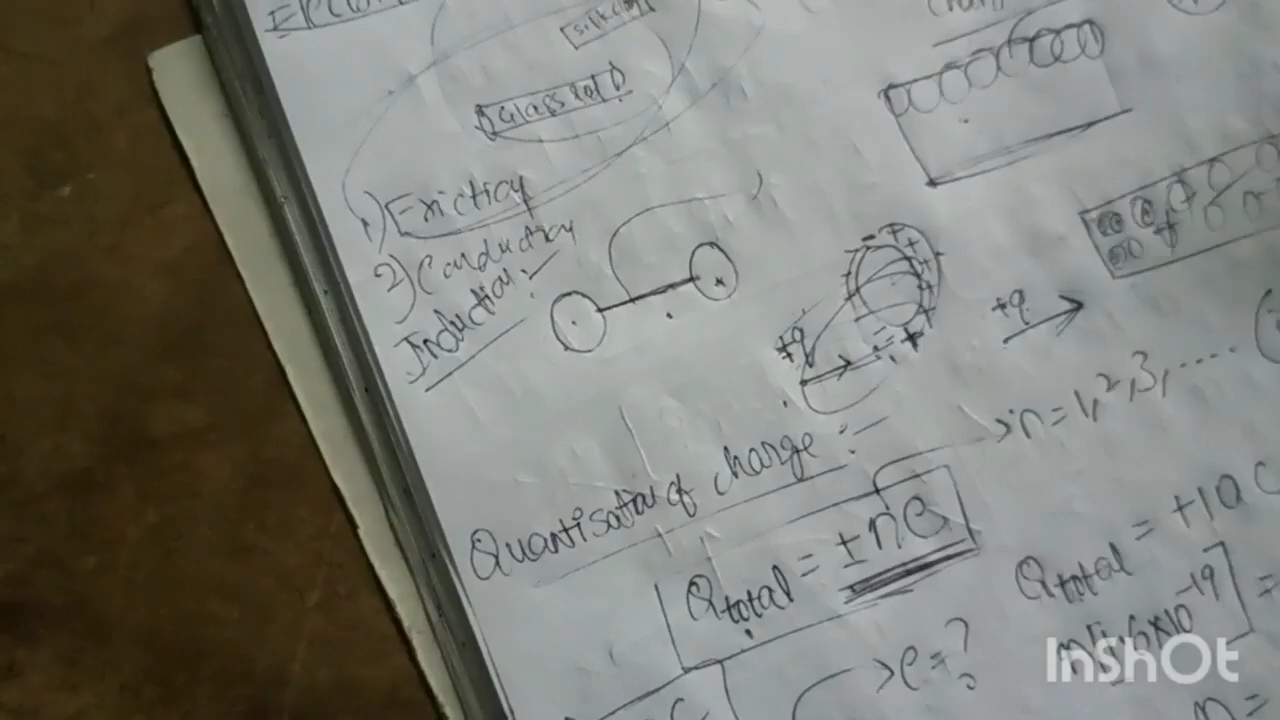 silk
Glass rod
1) Friction
2) Conduction
Induction:-
+q
+q
Quantisation of charge :-
n=1,2,3,.....
Qtotal = ±ne
Qtotal = +10 C
n[1.6×10^-19] =
e=?
n=
InShOt